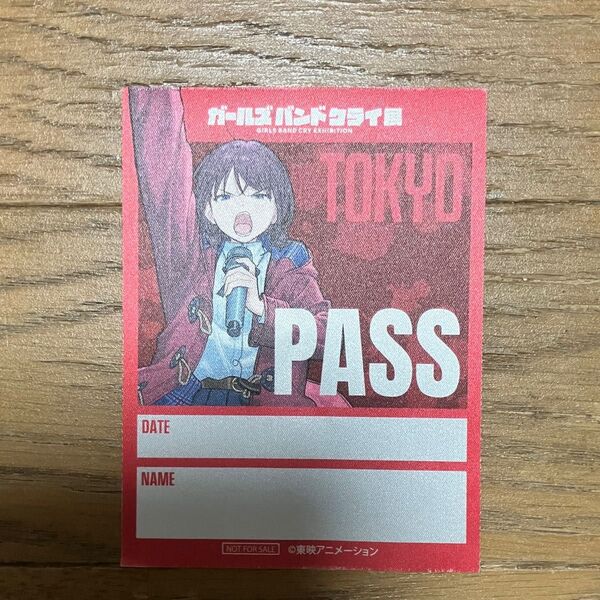 ガールズバンドクライ展
GIRLS BAND CRY EXHIBITION
TOKYO
PASS
DATE
NAME
NOT FOR SALE ©東映アニメーション